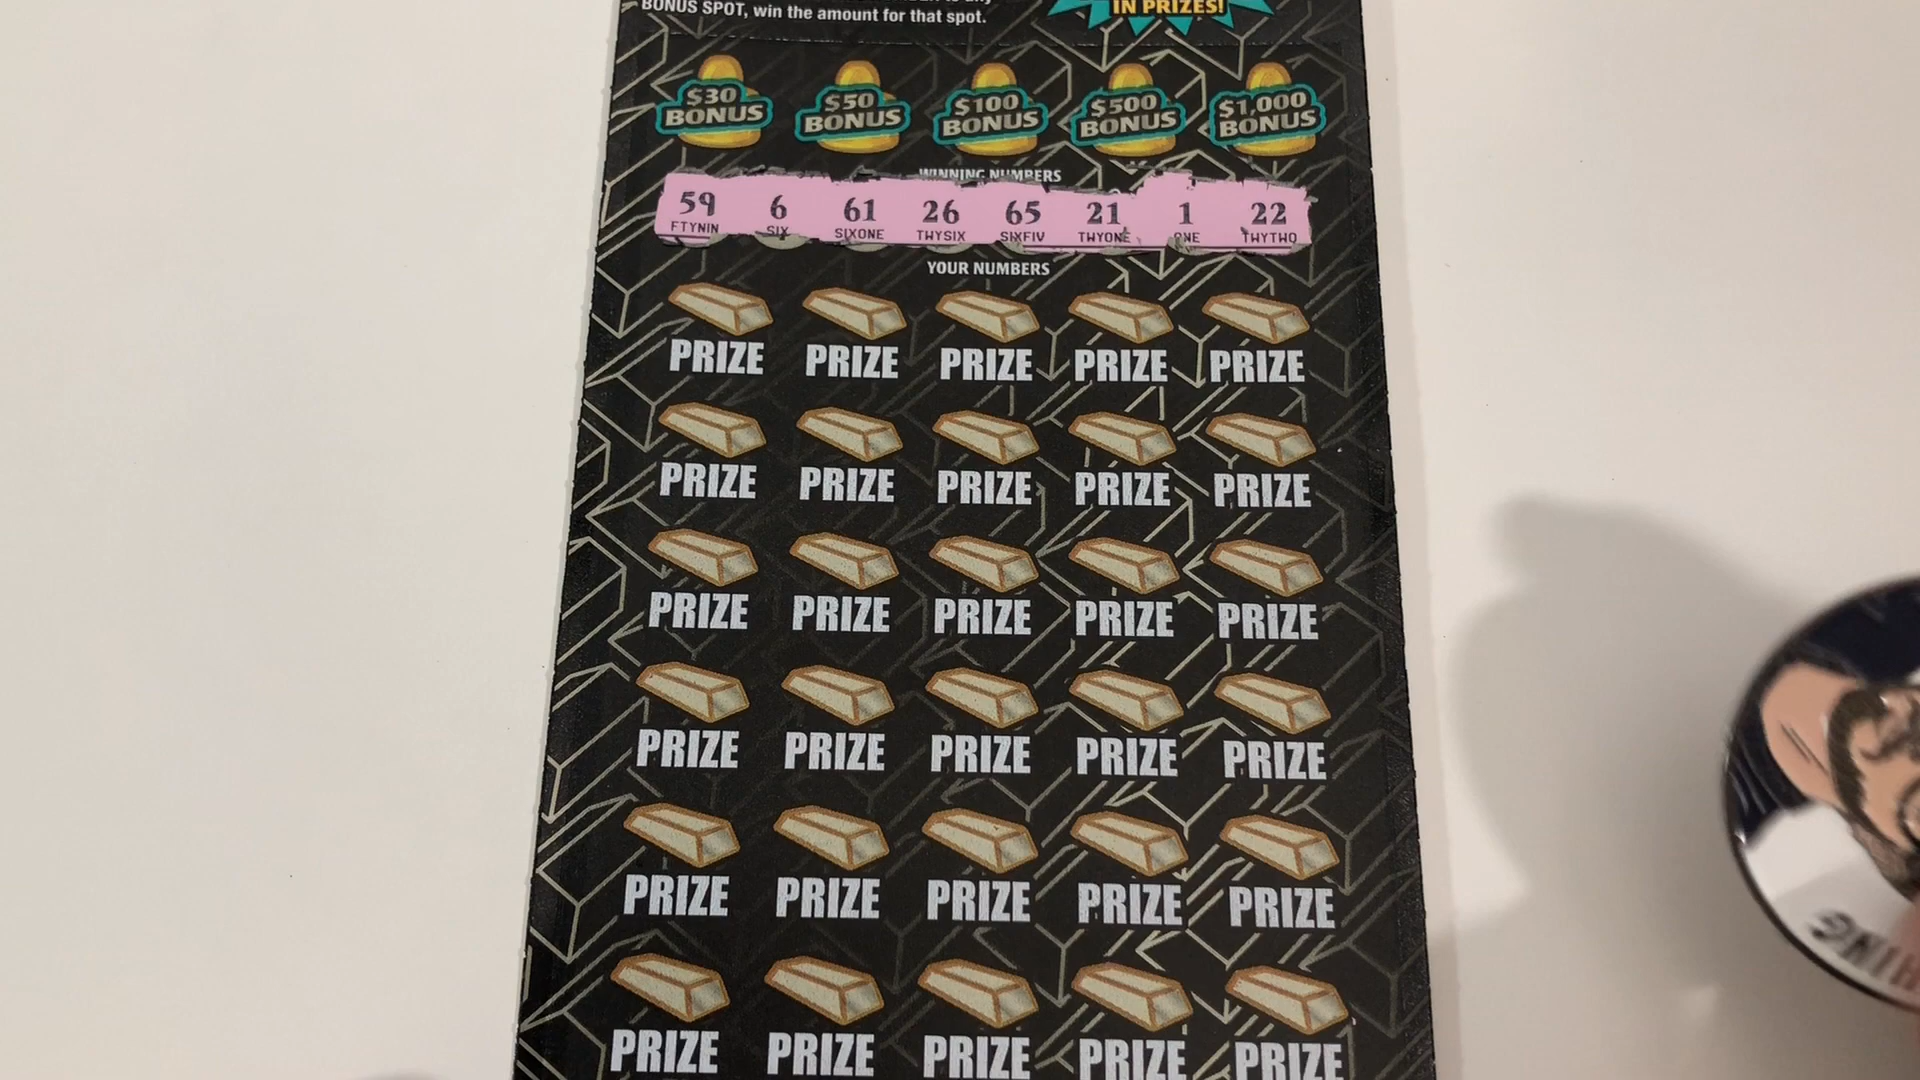 BONUS SPOT, win the amount for that spot.
IN PRIZES!
$30 BONUS $50 BONUS $100 BONUS $500 BONUS $1,000 BONUS
WINNING NUMBERS
59 6 61 26 65 21 1 22
FTYNIN SIX SIXONE TWYSIX SIXFIV TWYONE ONE TWYTWO
YOUR NUMBERS
PRIZE PRIZE PRIZE PRIZE PRIZE
PRIZE PRIZE PRIZE PRIZE PRIZE
PRIZE PRIZE PRIZE PRIZE PRIZE
PRIZE PRIZE PRIZE PRIZE PRIZE
PRIZE PRIZE PRIZE PRIZE PRIZE
PRIZE PRIZE PRIZE PRIZE PRIZE